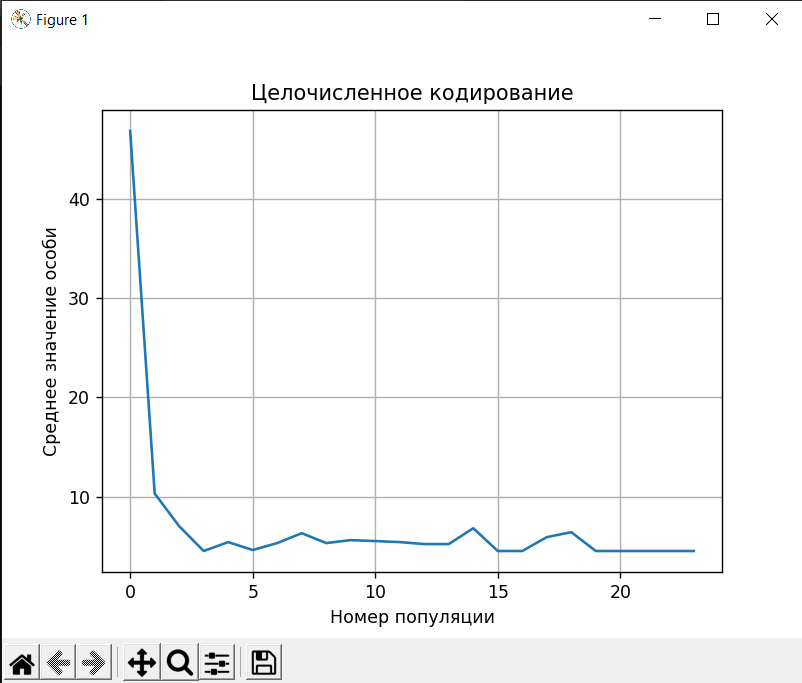 Figure 1
Целочисленное кодирование
40
30
20
10
Среднее значение особи
0 5 10 15 20
Номер популяции